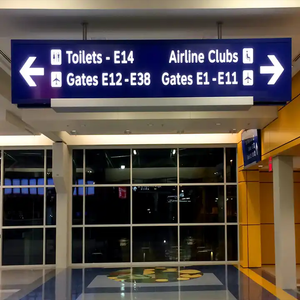 Toilets - E14
Gates E12 - E38
Airline Clubs
Gates E1 - E11